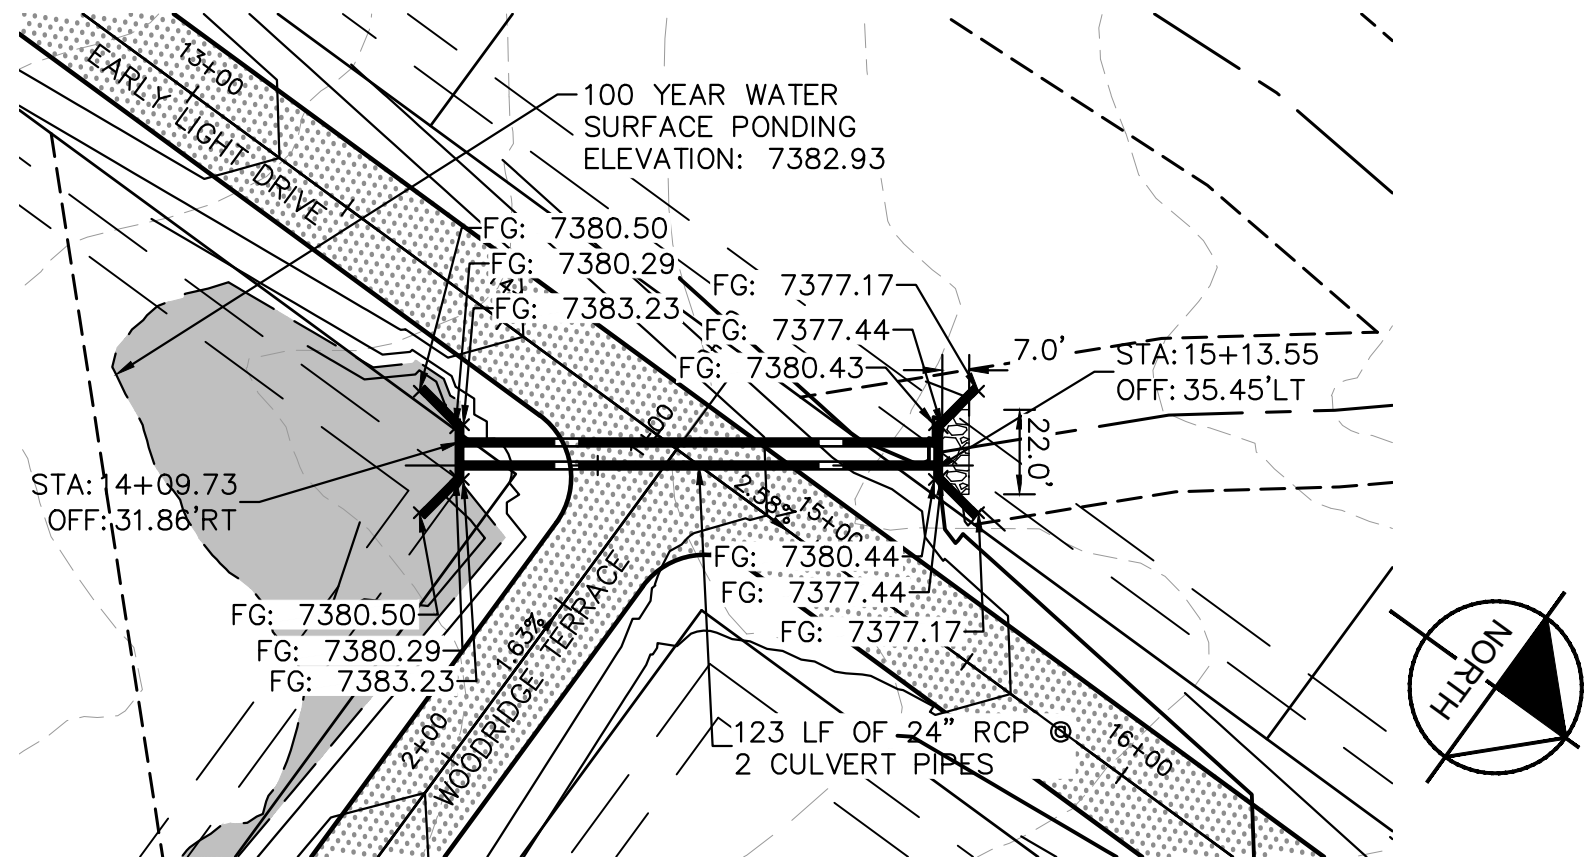 13+00
EARLY LIGHT DRIVE
100 YEAR WATER
SURFACE PONDING
ELEVATION: 7382.93
FG: 7380.50
FG: 7380.29
FG: 7383.23
FG: 7377.17
FG: 7377.44
FG: 7380.43
7.0'
STA: 15+13.55
OFF: 35.45'LT
22.0'
STA: 14+09.73
OFF: 31.86'RT
2.58%
15+00
FG: 7380.44
FG: 7377.44
FG: 7377.17
FG: 7380.50
FG: 7380.29
FG: 7383.23
1.63%
WOODRIDGE TERRACE
2+00
123 LF OF 24" RCP @
2 CULVERT PIPES
16+00
NORTH